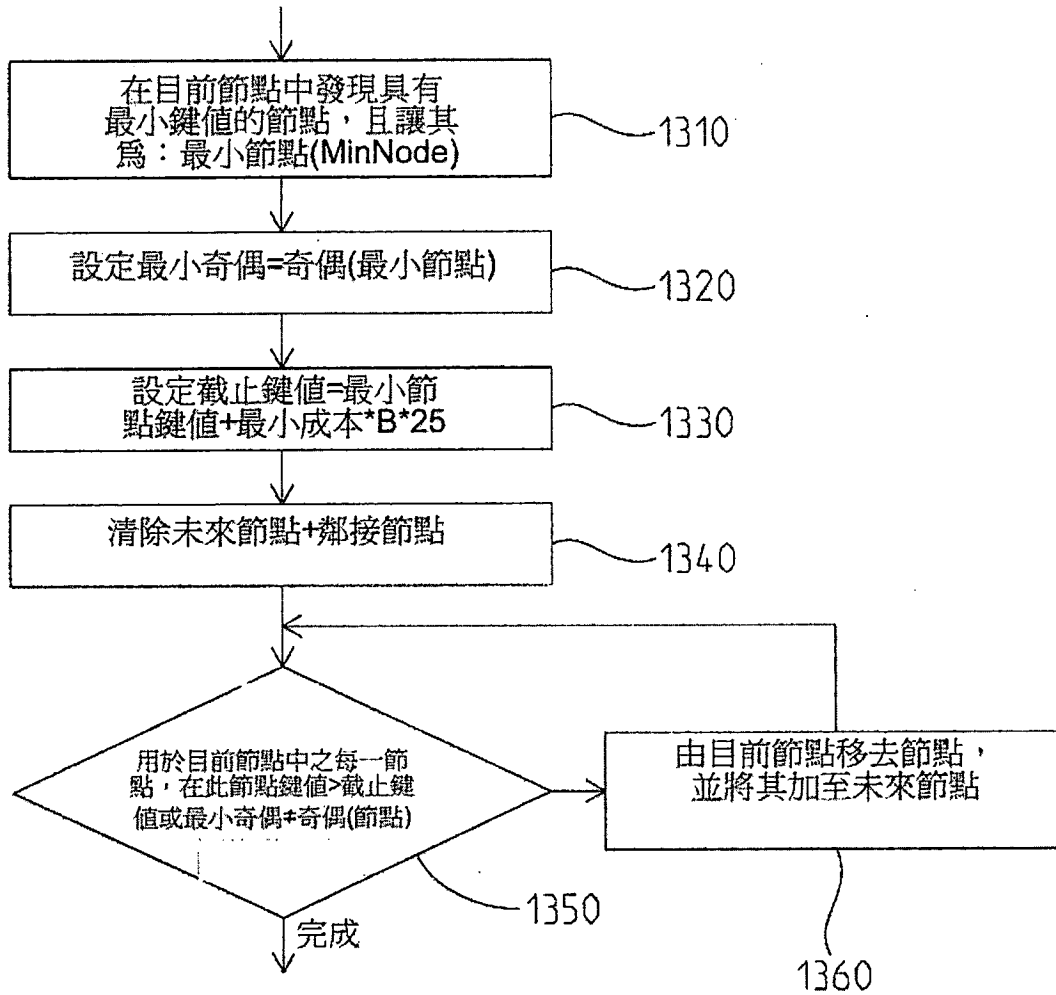 在目前節點中發現具有
最小鍵值的節點，且讓其
爲：最小節點(MinNode)
1310
設定最小奇偶=奇偶(最小節點)
1320
設定截止鍵值=最小節
點鍵值+最小成本*B*25
1330
清除未來節點+鄰接節點
1340
用於目前節點中之每一節
點，在此節點鍵值>截止鍵
值或最小奇偶≠奇偶(節點)
1350
由目前節點移去節點，
並將其加至未來節點
1360
完成